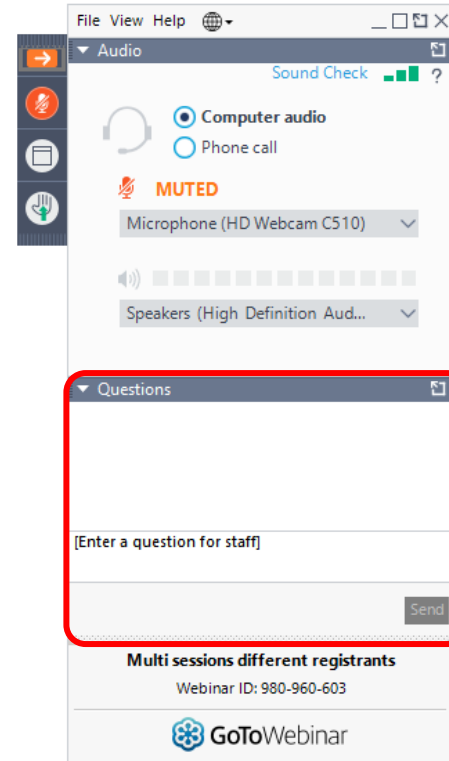 File View Help
Audio
Sound Check ?
Computer audio
Phone call
MUTED
Microphone (HD Webcam C510)
Speakers (High Definition Aud...
Questions
[Enter a question for staff]
Send
Multi sessions different registrants
Webinar ID: 980-960-603
GoToWebinar